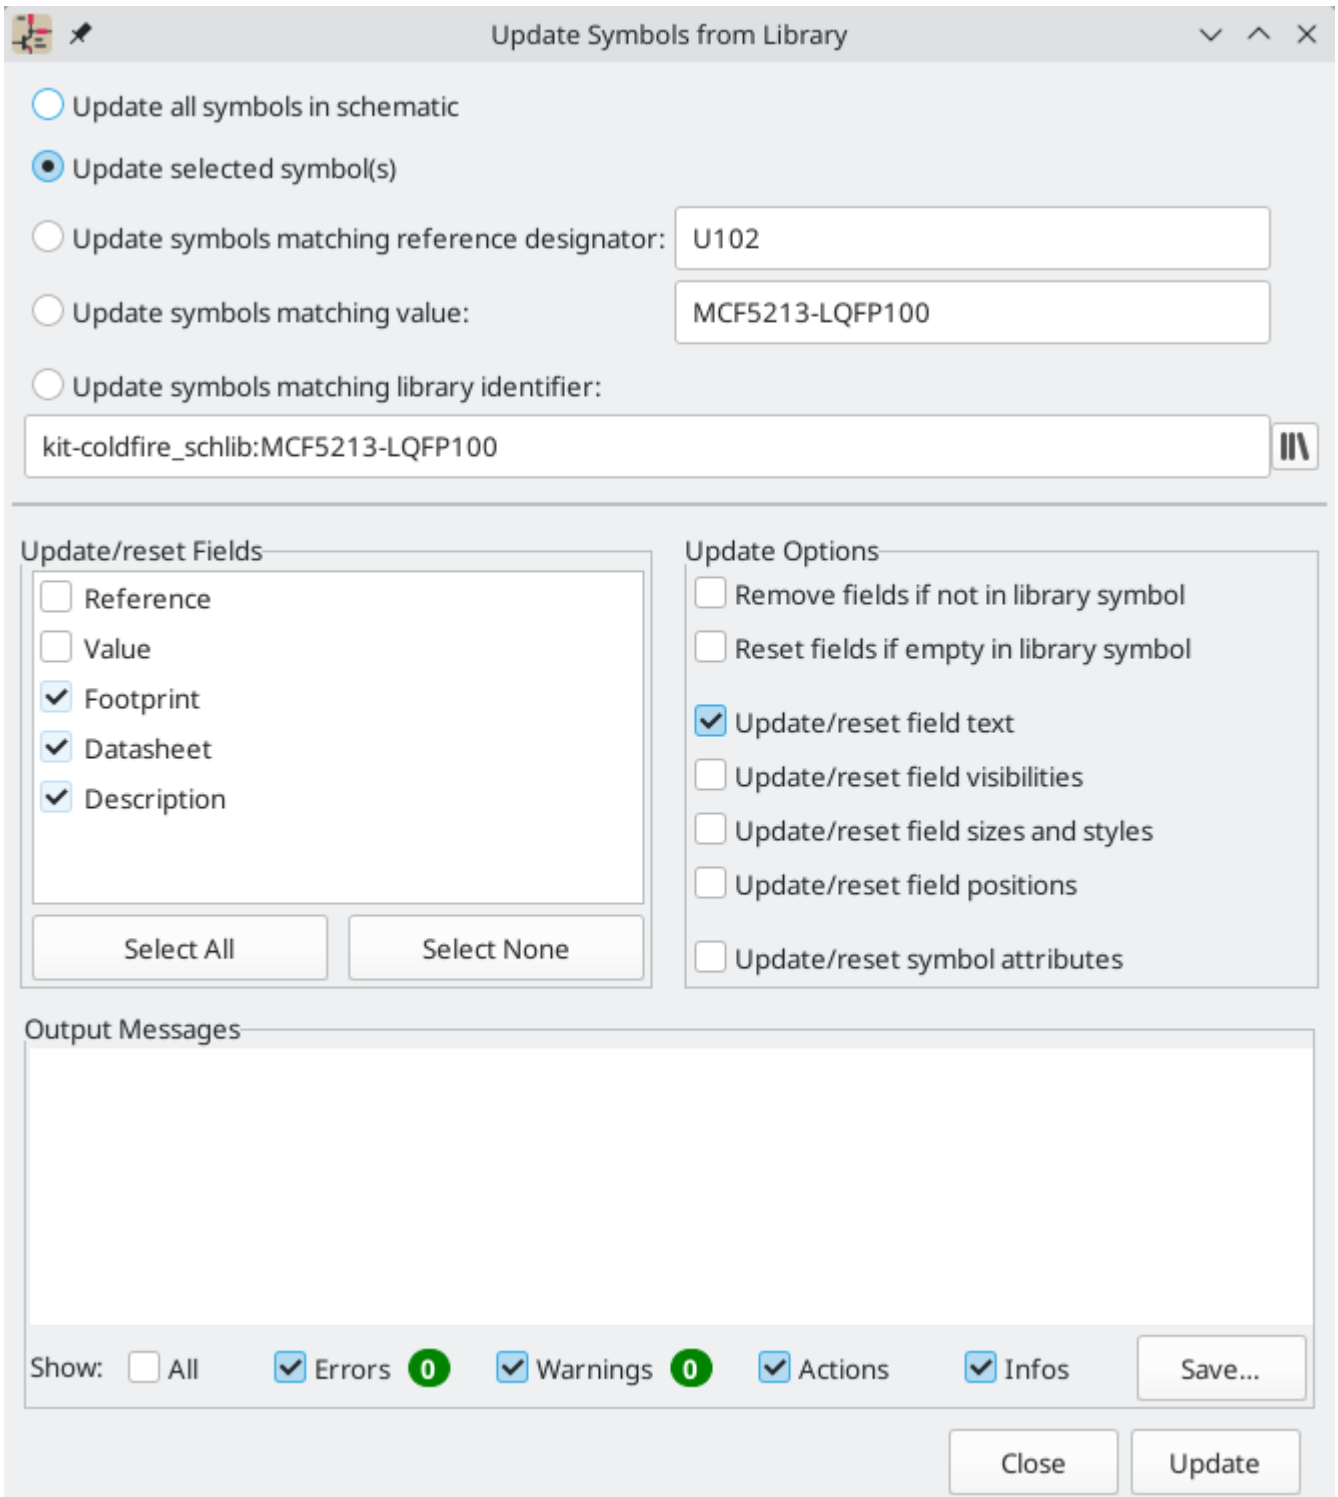 Update Symbols from Library
Update all symbols in schematic
Update selected symbol(s)
Update symbols matching reference designator: U102
Update symbols matching value: MCF5213-LQFP100
Update symbols matching library identifier:
kit-coldfire_schlib:MCF5213-LQFP100
Update/reset Fields
Reference
Value
Footprint
Datasheet
Description
Select All Select None
Update Options
Remove fields if not in library symbol
Reset fields if empty in library symbol
Update/reset field text
Update/reset field visibilities
Update/reset field sizes and styles
Update/reset field positions
Update/reset symbol attributes
Output Messages
Show: All Errors 0 Warnings 0 Actions Infos Save...
Close Update